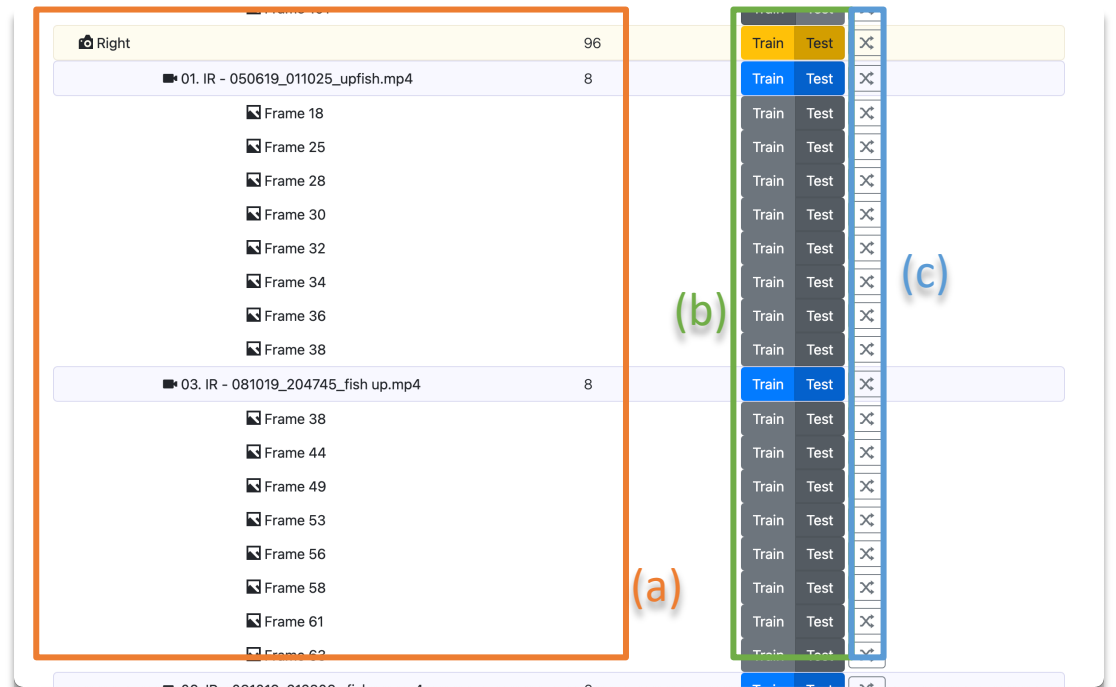 Right 96 Train Test
01. IR - 050619_011025_upfish.mp4 8 Train Test
Frame 18 Train Test
Frame 25 Train Test
Frame 28 Train Test
Frame 30 Train Test
Frame 32 Train Test
Frame 34 Train Test
(c)
Frame 36 Train Test
(b)
Frame 38 Train Test
03. IR - 081019_204745_fish up.mp4 8 Train Test
Frame 38 Train Test
Frame 44 Train Test
Frame 49 Train Test
Frame 53 Train Test
Frame 56 Train Test
Frame 58 Train Test
(a)
Frame 61 Train Test
Frame 63 Train Test